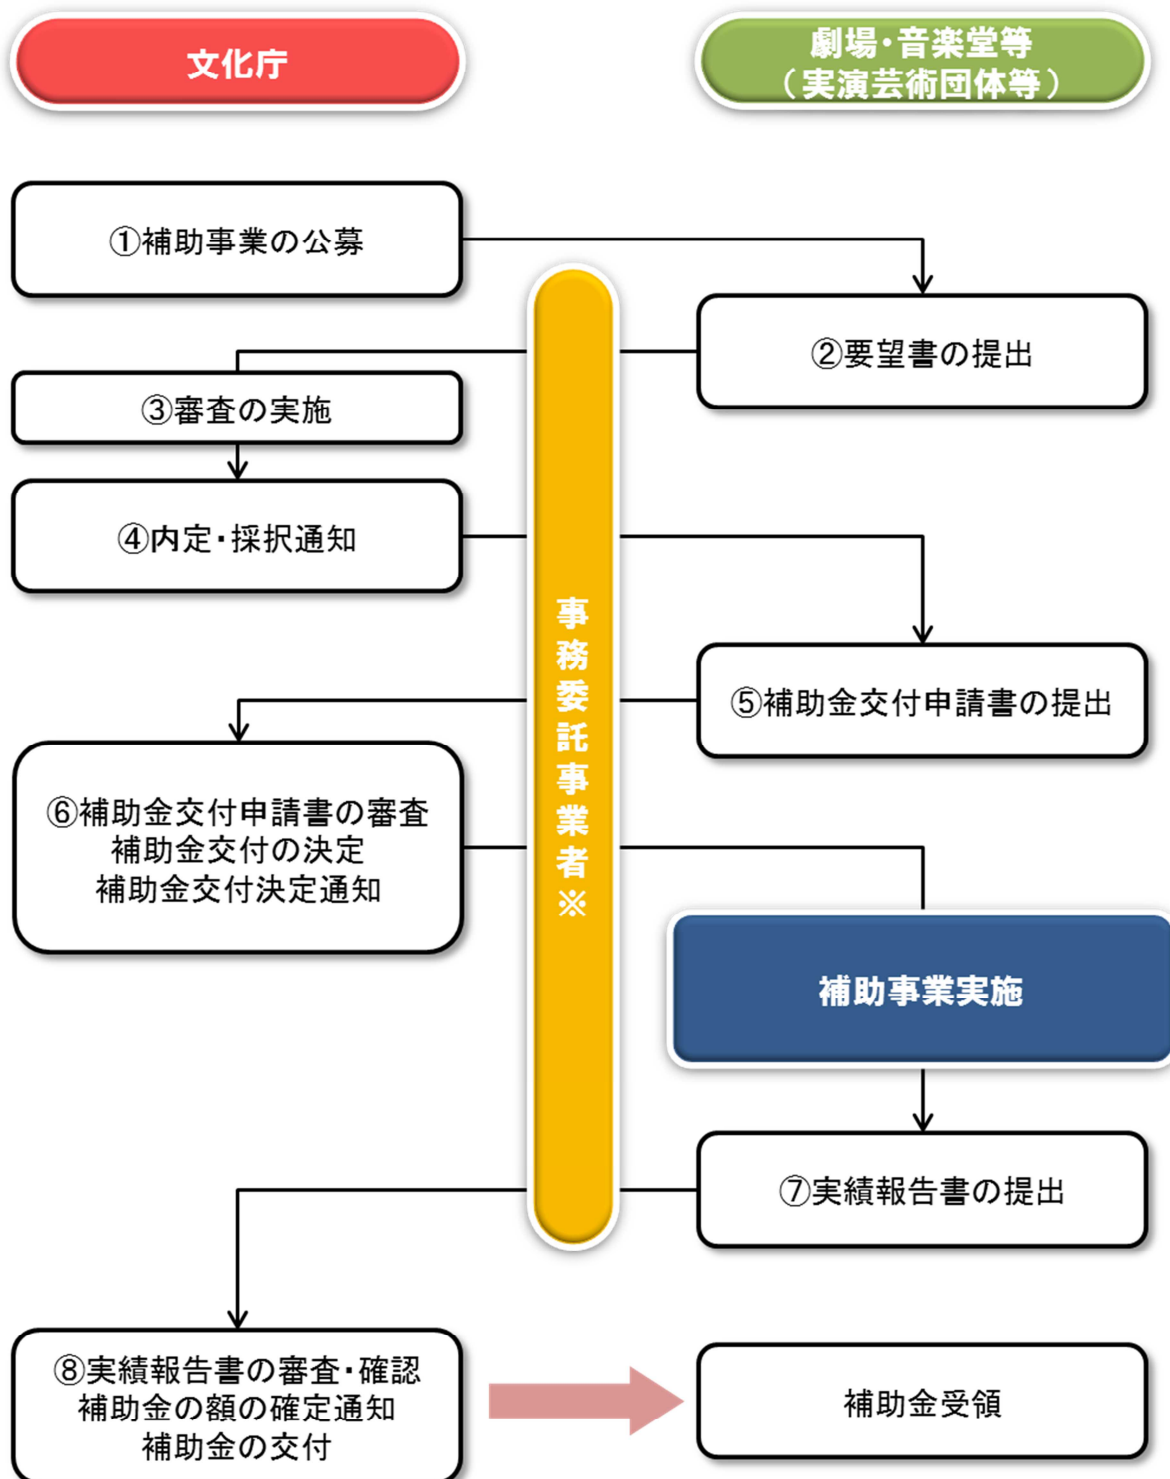 文化庁
劇場・音楽堂等
（実演芸術団体等）
①補助事業の公募
②要望書の提出
③審査の実施
④内定・採択通知
⑤補助金交付申請書の提出
事務委託事業者※
⑥補助金交付申請書の審査
補助金交付の決定
補助金交付決定通知
補助事業実施
⑦実績報告書の提出
⑧実績報告書の審査・確認
補助金の額の確定通知
補助金の交付
補助金受領